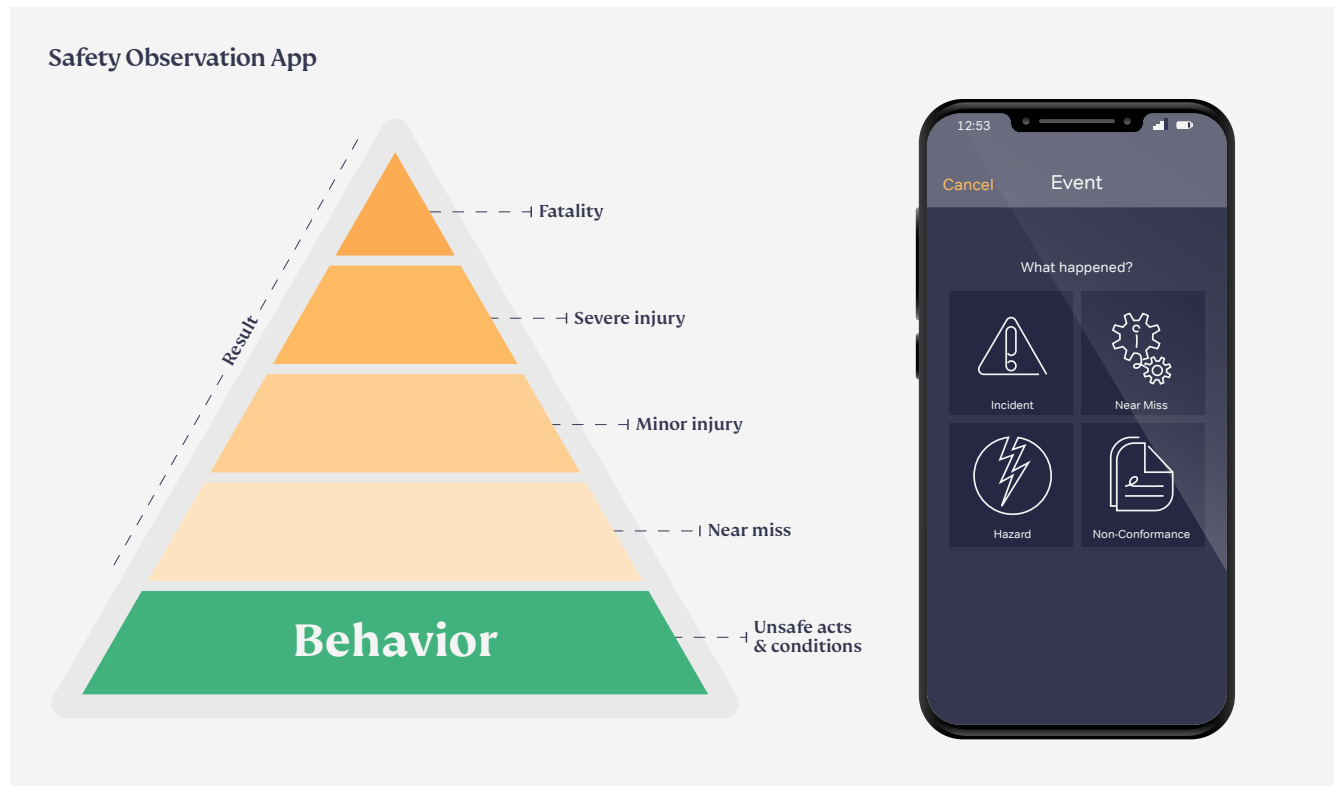 Safety Observation App
Result
Fatality
Severe injury
Minor injury
Near miss
Behavior
Unsafe acts
& conditions
12:53
Cancel
Event
What happened?
Incident
Near Miss
Hazard
Non-Conformance